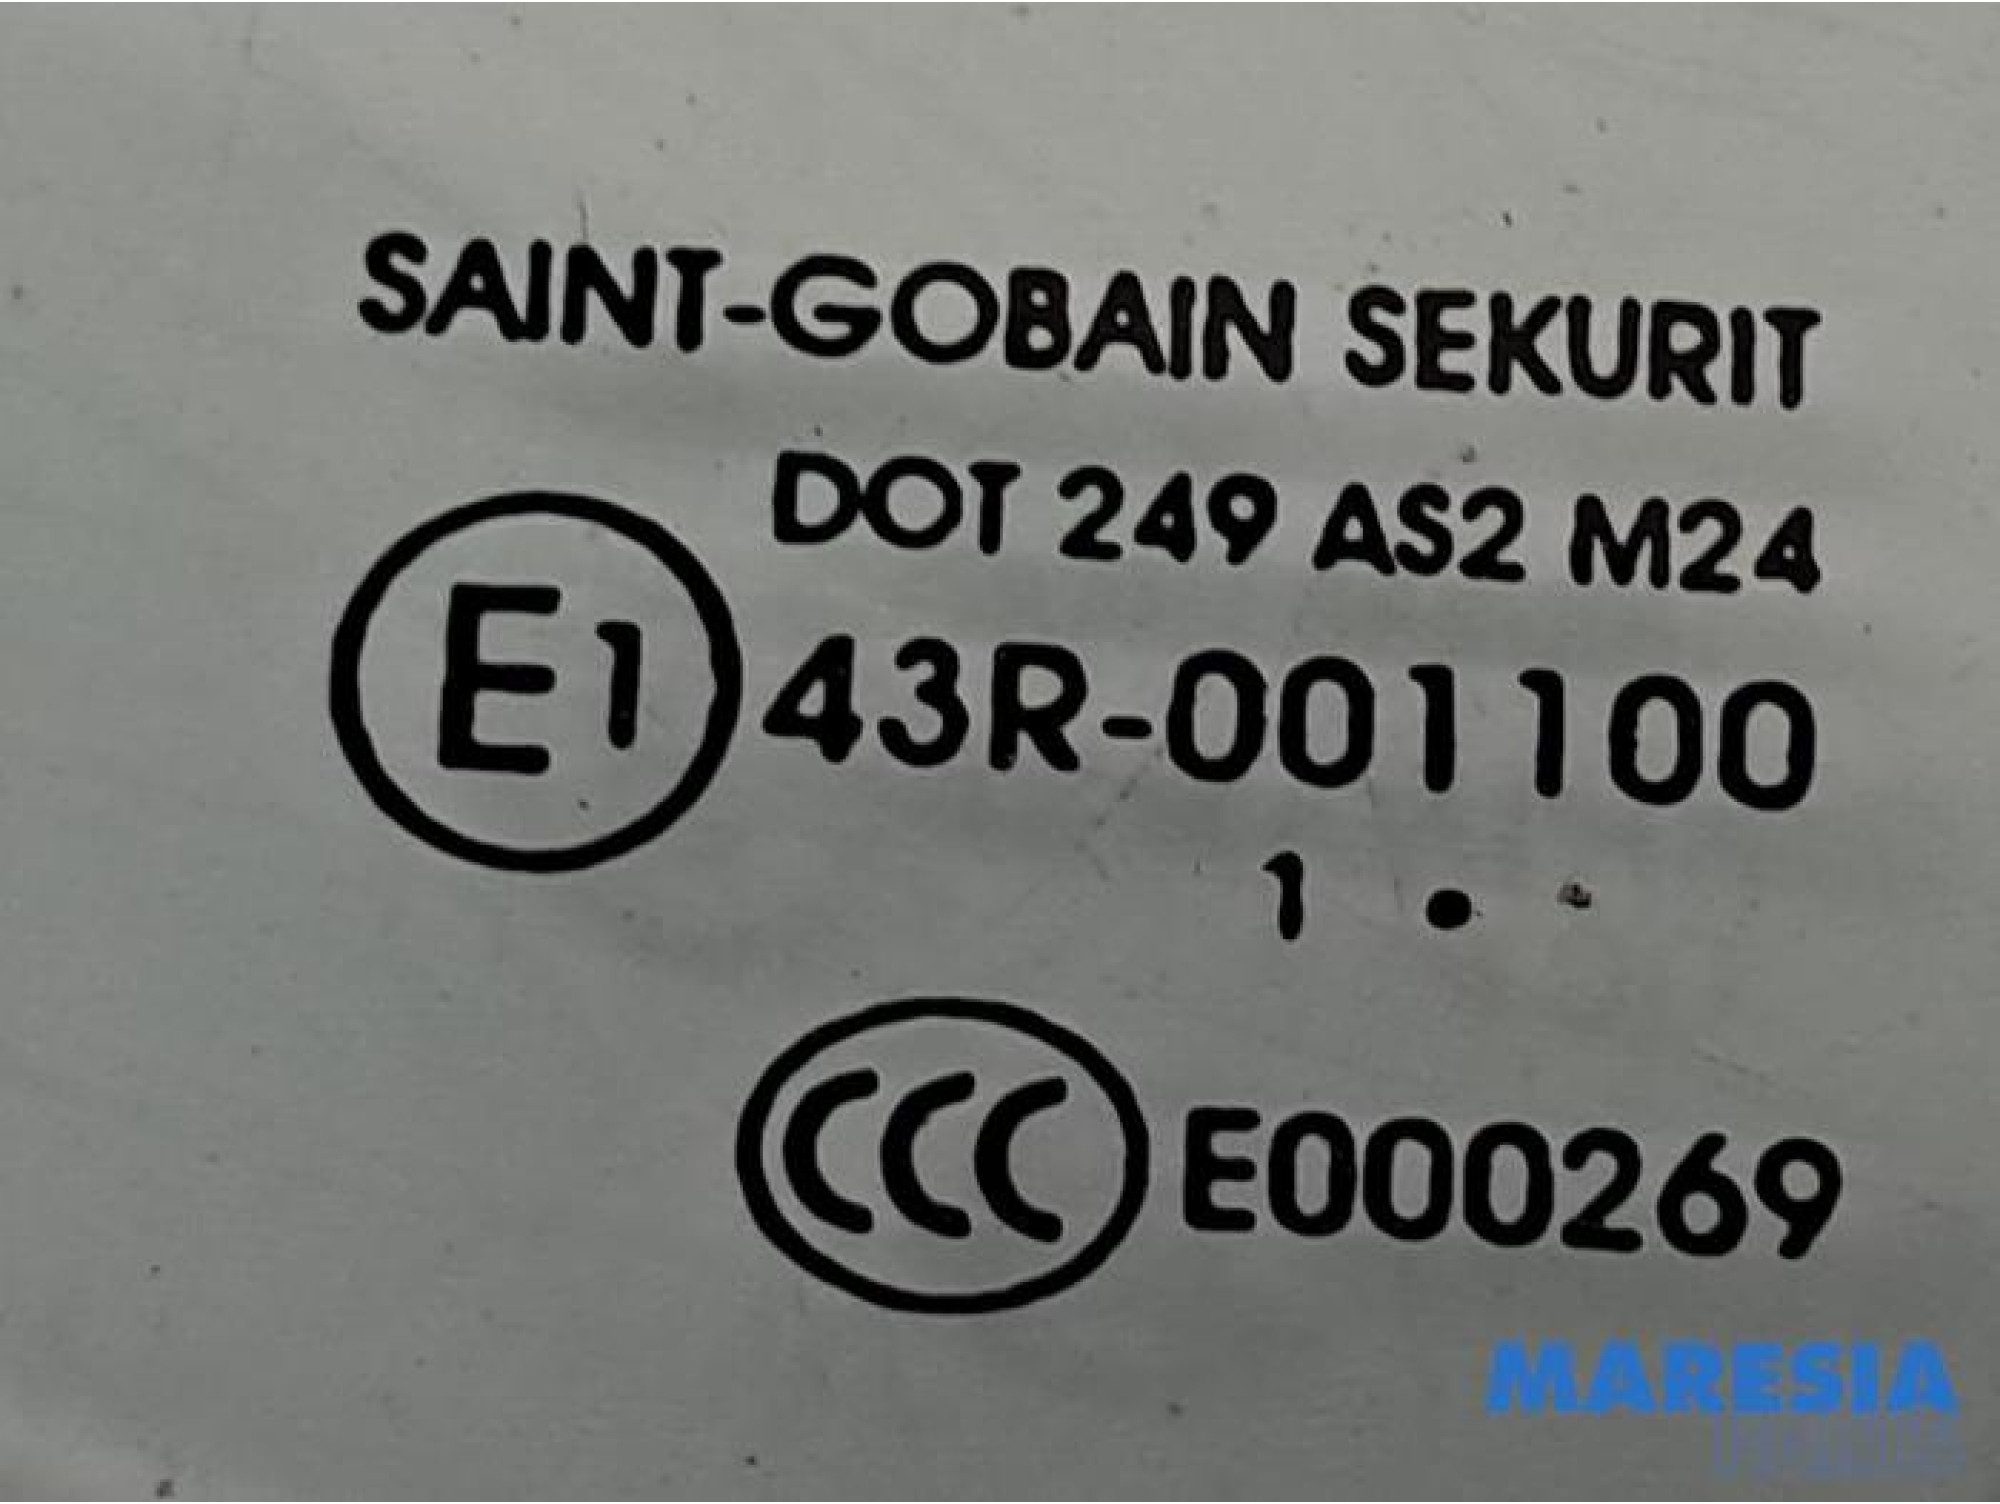 SAINT-GOBAIN SEKURIT
DOT 249 AS2 M24
E1 43R-001100
1 •
CCC E000269
MARESIA